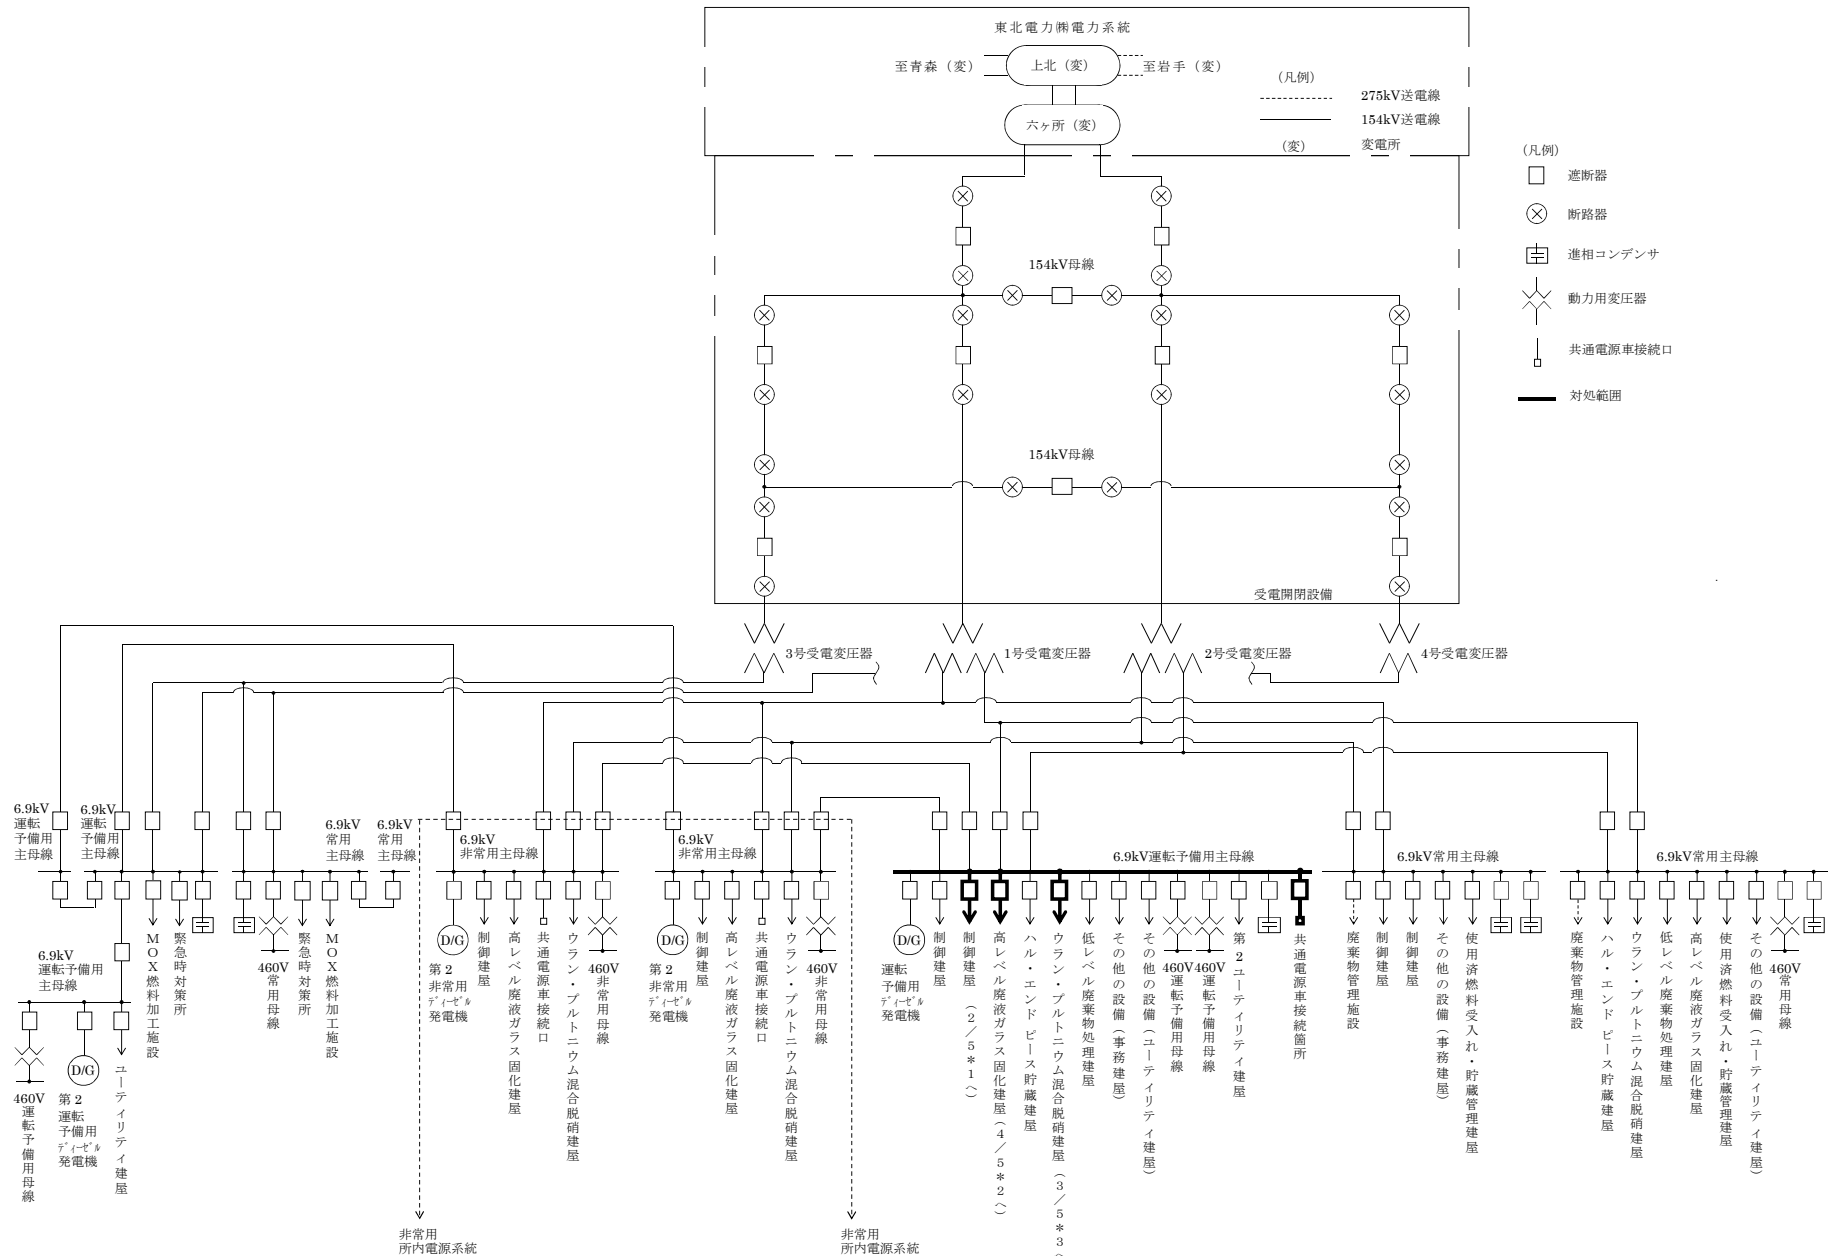 東北電力㈱電力系統
上北（変）
至青森（変）
至岩手（変）
六ヶ所（変）
（凡例）
275kV送電線
154kV送電線
（変）
変電所
（凡例）
遮断器
断路器
進相コンデンサ
動力用変圧器
共通電源車接続口
対処範囲
154kV母線
154kV母線
受電開閉設備
3号受電変圧器
1号受電変圧器
2号受電変圧器
4号受電変圧器
6.9kV
運転
予備用
主母線
6.9kV
運転
予備用
主母線
6.9kV
常用
主母線
6.9kV
常用
主母線
6.9kV
非常用主母線
6.9kV
非常用主母線
6.9kV運転予備用主母線
6.9kV常用主母線
6.9kV常用主母線
6.9kV
運転予備用
主母線
460V
運転予備用母線
D/G
第2
運転
予備用
ディーゼル
発電機
ユーティリティ建屋
MOX燃料加工施設
緊急時対策所
460V
常用母線
緊急時対策所
MOX燃料加工施設
D/G
第2
非常用
ディーゼル
発電機
制御建屋
高レベル廃液ガラス固化建屋
共通電源車接続口
ウラン・プルトニウム混合脱硝建屋
460V
非常用母線
D/G
第2
非常用
ディーゼル
発電機
制御建屋
高レベル廃液ガラス固化建屋
共通電源車接続口
ウラン・プルトニウム混合脱硝建屋
460V
非常用母線
D/G
運転
予備用
ディーゼル
発電機
制御建屋
制御建屋（2／5＊1へ）
高レベル廃液ガラス固化建屋（4／5＊2へ）
ハル・エンドピース貯蔵建屋
ウラン・プルトニウム混合脱硝建屋（3／5＊3へ
低レベル廃棄物処理建屋
その他の設備（事務建屋）
その他の設備（ユーティリティ建屋）
460V
運転予備用母線
460V
運転予備用母線
第2ユーティリティ建屋
共通電源車接続箇所
廃棄物管理施設
制御建屋
制御建屋
その他の設備（事務建屋）
使用済燃料受入れ・貯蔵管理建屋
廃棄物管理施設
ハル・エンドピース貯蔵建屋
ウラン・プルトニウム混合脱硝建屋
低レベル廃棄物処理建屋
高レベル廃液ガラス固化建屋
使用済燃料受入れ・貯蔵管理建屋
その他の設備（ユーティリティ建屋）
460V
常用母線
非常用
所内電源系統
非常用
所内電源系統